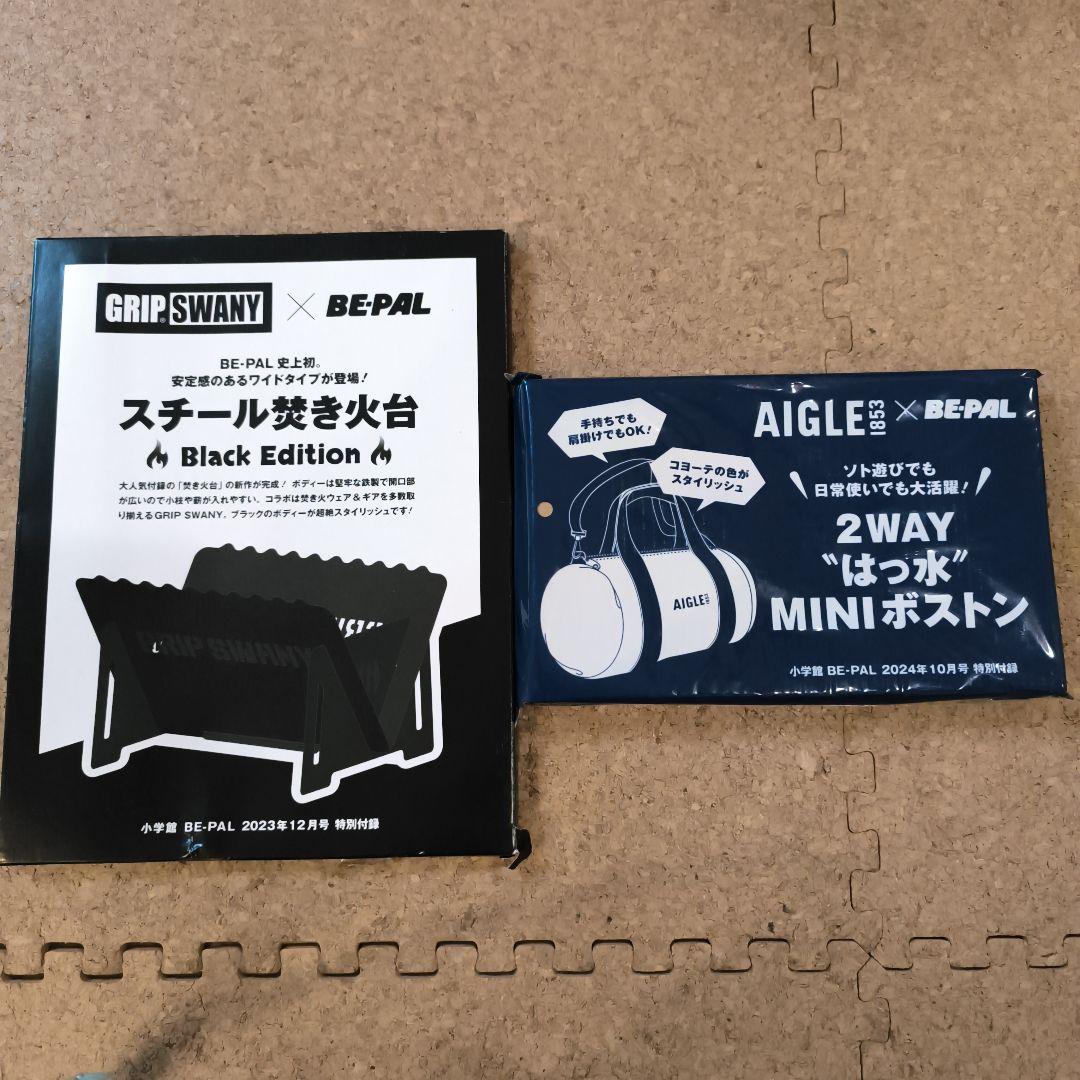 GRIP SWANY × BE-PAL
BE-PAL 史上初。
安定感のあるワイドタイプが登場!
スチール焚き火台
Black Edition
大人気付録の「焚き火台」の新作が完成! ボディーは堅牢な鉄製で開口部
が広いので小枝や薪が入れやすい。コラボは焚き火ウェア&ギアを多数取
り揃えるGRIP SWANY。ブラックのボディーが超絶スタイリッシュです!
GRIP SWANY
小学館 BE-PAL 2023年12月号 特別付録
AIGLE 1853 × BE-PAL
手持ちでも
肩掛けでもOK!
コヨーテの色が
スタイリッシュ
ソト遊びでも
日常使いでも大活躍!
2WAY
"はっ水"
MINIボストン
AIGLE 1853
小学館 BE-PAL 2024年10月号 特別付録